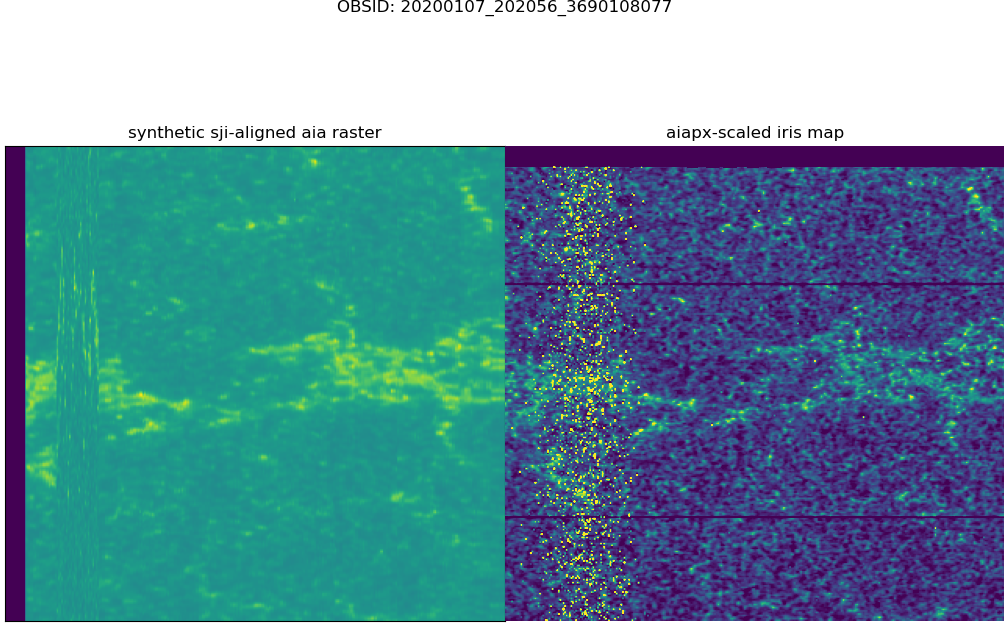 OBSID: 20200107_202056_3690108077
synthetic sji-aligned aia raster
aiapx-scaled iris map